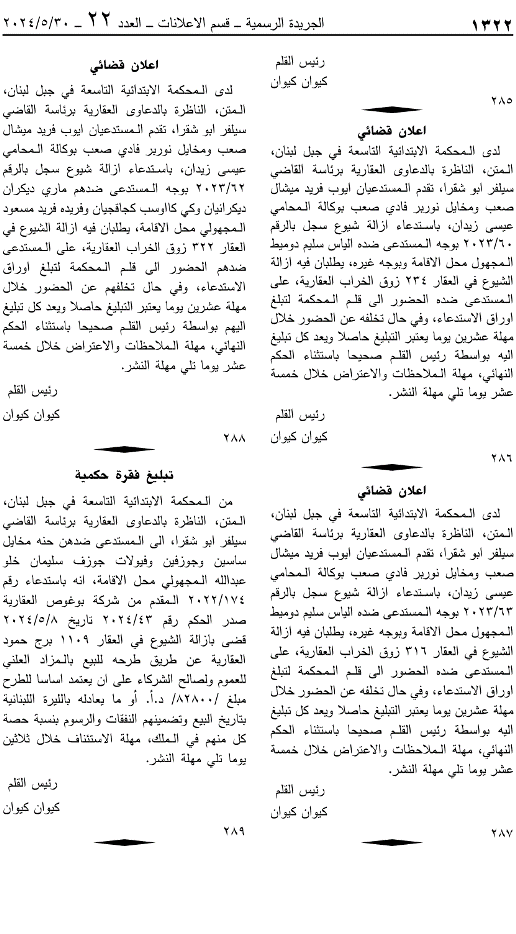 ١٣٢٢
الجريدة الرسمية – قسم الاعلانات – العدد ٢٢ – ٢٠٢٤/٥/٣٠
رئيس القلم
كيوان كيوان
٢٨٥
اعلان قضائي
لدى المحكمة الابتدائية التاسعة في جبل لبنان،
المتن، الناظرة بالدعاوى العقارية برئاسة القاضي
سيلفر ابو شقرا، تقدم المستدعيان ايوب فريد ميشال
صعب ومخايل نوربر فادي صعب بوكالة المحامي
عيسى زيدان، باستدعاء ازالة شيوع سجل بالرقم
٢٠٢٣/٦٠ بوجه المستدعى ضده الياس سليم دوميط
المجهول محل الاقامة وبوجه غيره، يطلبان فيه ازالة
الشيوع في العقار ٢٣٤ زوق الخراب العقارية، على
المستدعى ضده الحضور الى قلم المحكمة لتبلغ
اوراق الاستدعاء، وفي حال تخلفه عن الحضور خلال
مهلة عشرين يوما يعتبر التبليغ حاصلا ويعد كل تبليغ
اليه بواسطة رئيس القلم صحيحا باستثناء الحكم
النهائي، مهلة الملاحظات والاعتراض خلال خمسة
عشر يوما تلي مهلة النشر.
رئيس القلم
كيوان كيوان
٢٨٦
اعلان قضائي
لدى المحكمة الابتدائية التاسعة في جبل لبنان،
المتن، الناظرة بالدعاوى العقارية برئاسة القاضي
سيلفر ابو شقرا، تقدم المستدعيان ايوب فريد ميشال
صعب ومخايل نوربر فادي صعب بوكالة المحامي
عيسى زيدان، باستدعاء ازالة شيوع سجل بالرقم
٢٠٢٣/٦٣ بوجه المستدعى ضده الياس سليم دوميط
المجهول محل الاقامة وبوجه غيره، يطلبان فيه ازالة
الشيوع في العقار ٣١٦ زوق الخراب العقارية، على
المستدعى ضده الحضور الى قلم المحكمة لتبلغ
اوراق الاستدعاء، وفي حال تخلفه عن الحضور خلال
مهلة عشرين يوما يعتبر التبليغ حاصلا ويعد كل تبليغ
اليه بواسطة رئيس القلم صحيحا باستثناء الحكم
النهائي، مهلة الملاحظات والاعتراض خلال خمسة
عشر يوما تلي مهلة النشر.
رئيس القلم
كيوان كيوان
٢٨٧
اعلان قضائي
لدى المحكمة الابتدائية التاسعة في جبل لبنان،
المتن، الناظرة بالدعاوى العقارية برئاسة القاضي
سيلفر ابو شقرا، تقدم المستدعيان ايوب فريد ميشال
صعب ومخايل نوربر فادي صعب بوكالة المحامي
عيسى زيدان، باستدعاء ازالة شيوع سجل بالرقم
٢٠٢٣/٦٢ بوجه المستدعى ضدهم ماري ديكران
ديكرانيان وكي كااوسب كجاقجيان وفريده فريد مسعود
المجهولي محل الاقامة، يطلبان فيه ازالة الشيوع في
العقار ٣٢٢ زوق الخراب العقارية، على المستدعى
ضدهم الحضور الى قلم المحكمة لتبلغ اوراق
الاستدعاء، وفي حال تخلفهم عن الحضور خلال
مهلة عشرين يوما يعتبر التبليغ حاصلا ويعد كل تبليغ
اليهم بواسطة رئيس القلم صحيحا باستثناء الحكم
النهائي، مهلة الملاحظات والاعتراض خلال خمسة
عشر يوما تلي مهلة النشر.
رئيس القلم
كيوان كيوان
٢٨٨
تبليغ فقرة حكمية
من المحكمة الابتدائية التاسعة في جبل لبنان،
المتن، الناظرة بالدعاوى العقارية برئاسة القاضي
سيلفر ابو شقرا، الى المستدعى ضدهن حنه مخايل
ساسين وجوزفين وفيولات جوزف سليمان خلو
عبدالله المجهولي محل الاقامة، انه باستدعاء رقم
٢٠٢٢/١٧٤ المقدم من شركة بوغوص العقارية
صدر الحكم رقم ٢٠٢٤/٤٣ تاريخ ٢٠٢٤/٥/٨
قضى بازالة الشيوع في العقار ١١٠٩ برج حمود
العقارية عن طريق طرحه للبيع بالمزاد العلني
للعموم ولصالح الشركاء على ان يعتمد اساسا للطرح
مبلغ /٨٢٨٠٠/ د.أ. أو ما يعادله بالليرة اللبنانية
بتاريخ البيع وتضمينهم النفقات والرسوم بنسبة حصة
كل منهم في الملك، مهلة الاستئناف خلال ثلاثين
يوما تلي مهلة النشر.
رئيس القلم
كيوان كيوان
٢٨٩